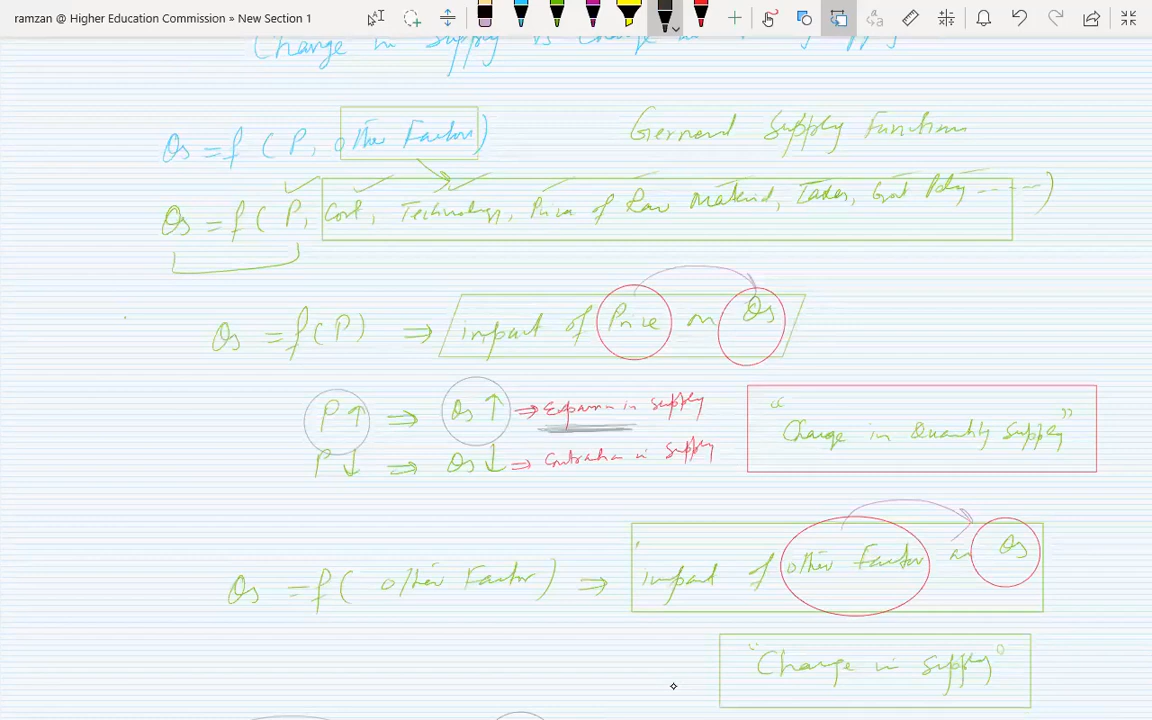 ramzan @ Higher Education Commission » New Section 1
Change in Supply vs Change in
Qs = f ( P, other Factors)
General Supply Function
Qs = f ( P, Cost, Technology, Price of Raw Material, Taxes, Govt Policy ----- )
Qs = f(P) ⇒ impact of Price on Qs
P↑ ⇒ Qs↑ ⇒ Expansion in Supply
"Change in Quantity Supply"
P↓ ⇒ Qs↓ ⇒ Contraction in Supply
Qs = f( other Factor) ⇒ impact of other Factor on Qs
"Change in Supply"